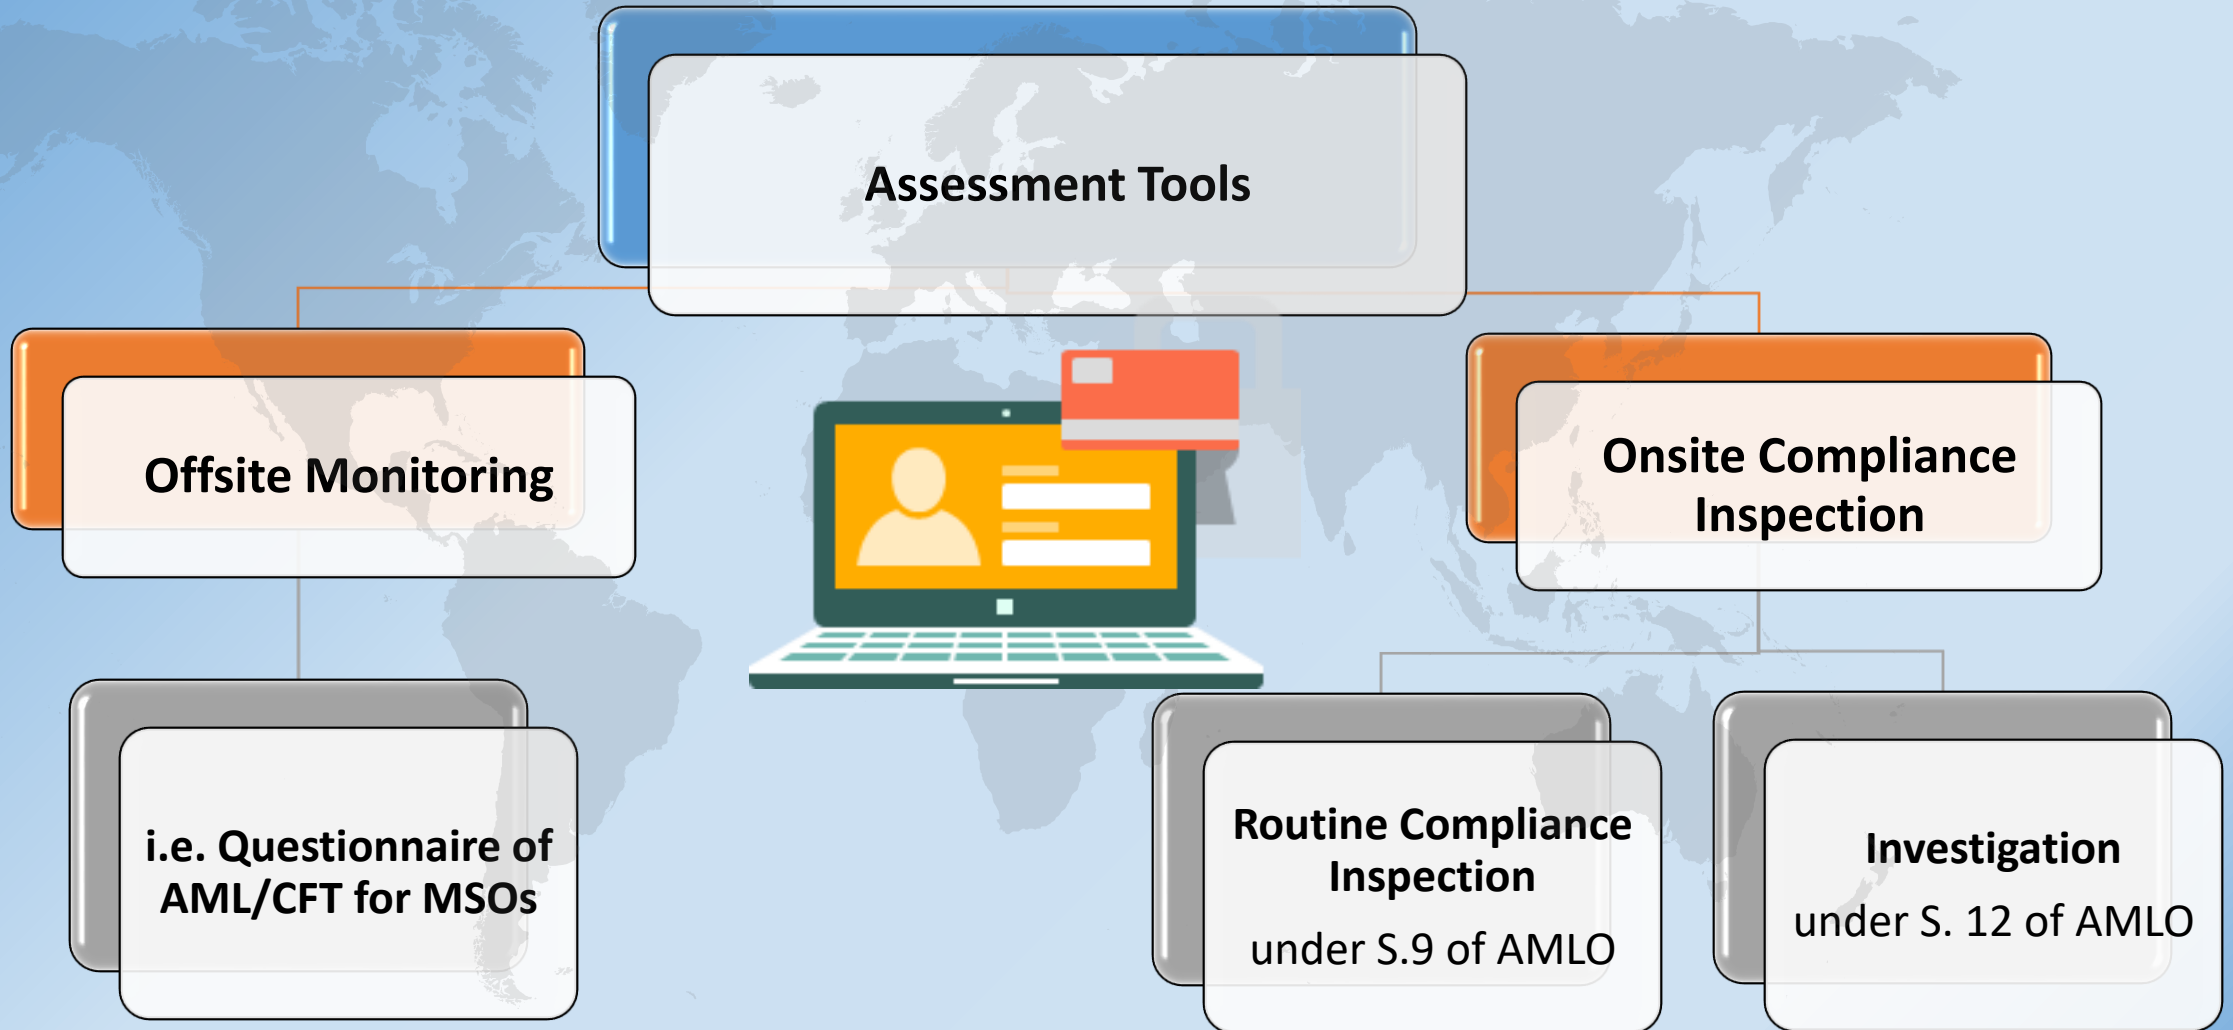 Assessment Tools
Offsite Monitoring
Onsite Compliance
Inspection
i.e. Questionnaire of
AML/CFT for MSOs
Routine Compliance
Inspection
under S.9 of AMLO
Investigation
under S. 12 of AMLO